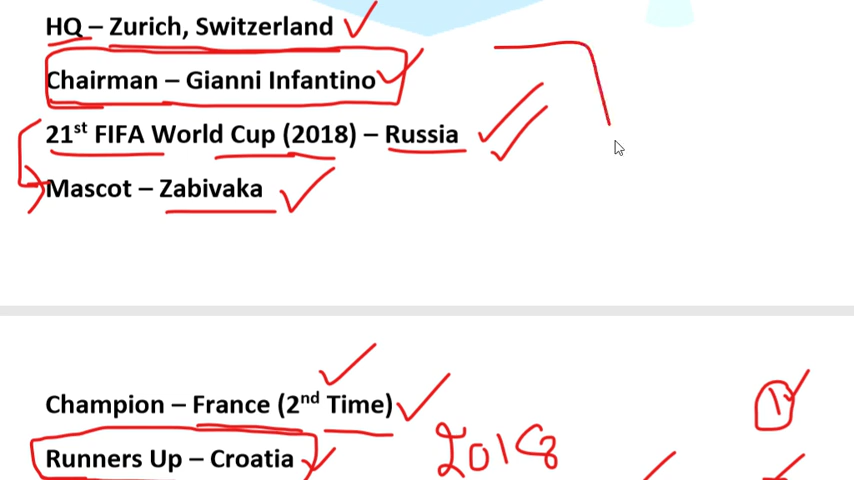 HQ – Zurich, Switzerland
Chairman – Gianni Infantino
21st FIFA World Cup (2018) – Russia
Mascot – Zabivaka
Champion – France (2nd Time)
Runners Up – Croatia
2018